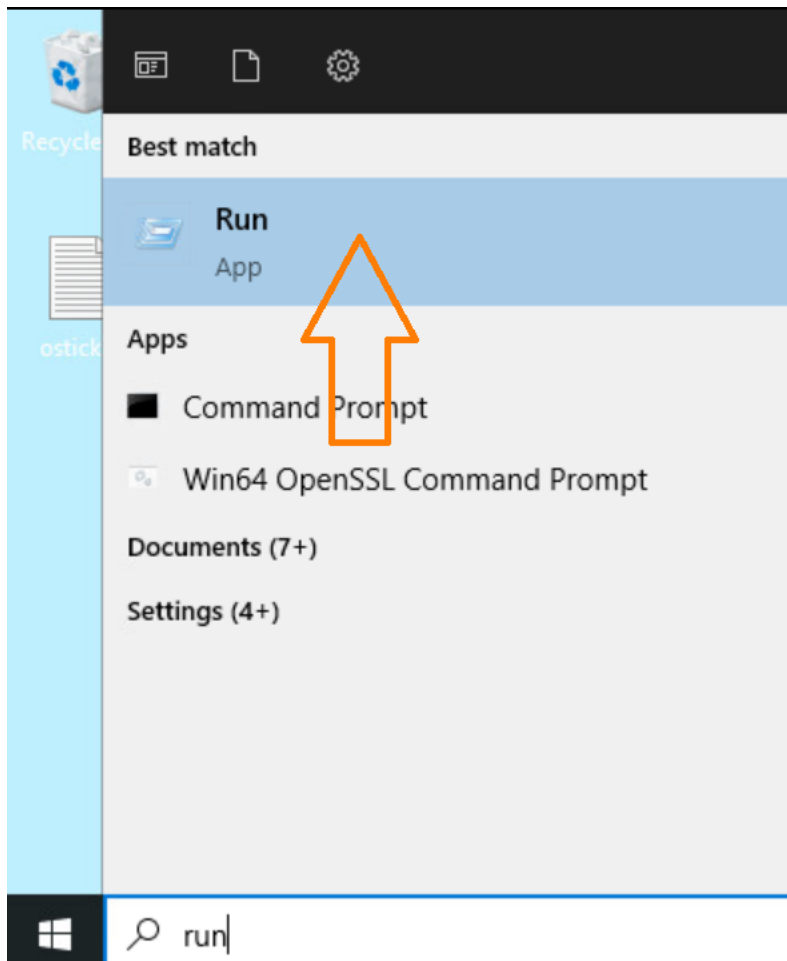 Recycle
Best match
Run
App
Apps
ostick
Command Prompt
Win64 OpenSSL Command Prompt
Documents (7+)
Settings (4+)
run